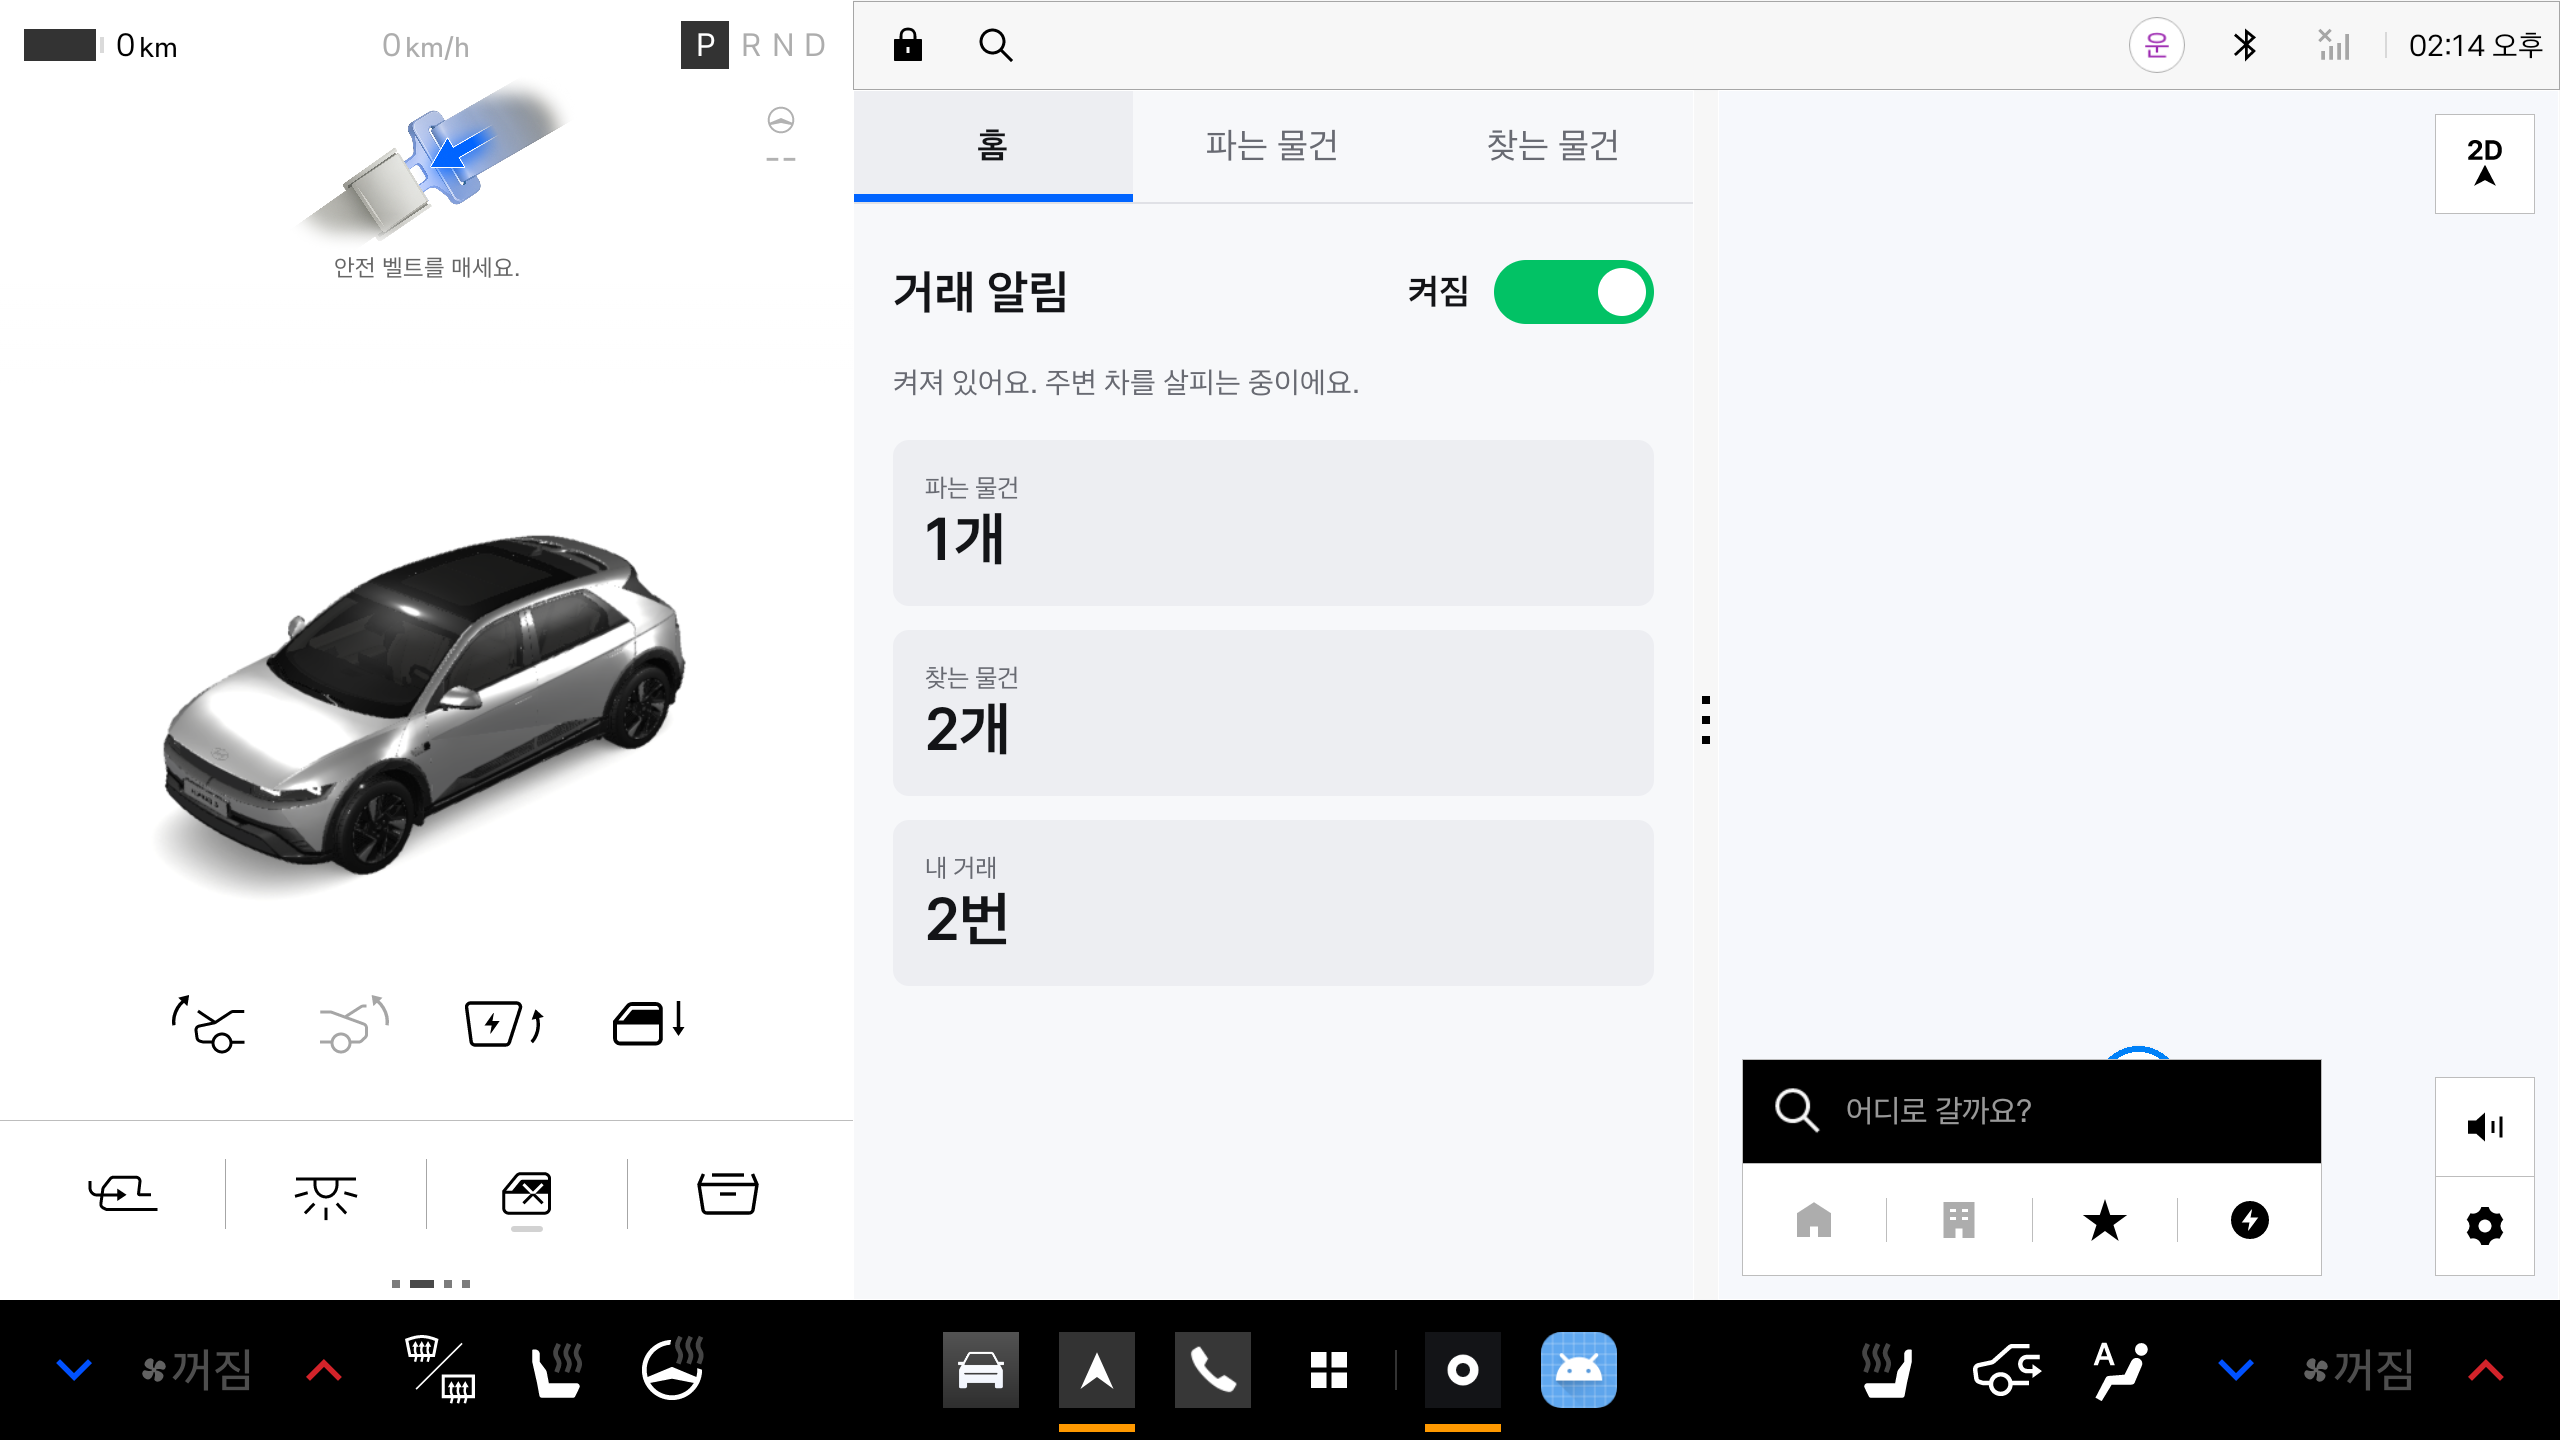 0 km
0 km/h
P R N D
안전 벨트를 매세요.
운
02:14 오후
홈
파는 물건
찾는 물건
거래 알림
켜짐
켜져 있어요. 주변 차를 살피는 중이에요.
파는 물건
1개
찾는 물건
2개
내 거래
2번
2D
어디로 갈까요?
꺼짐
A
꺼짐